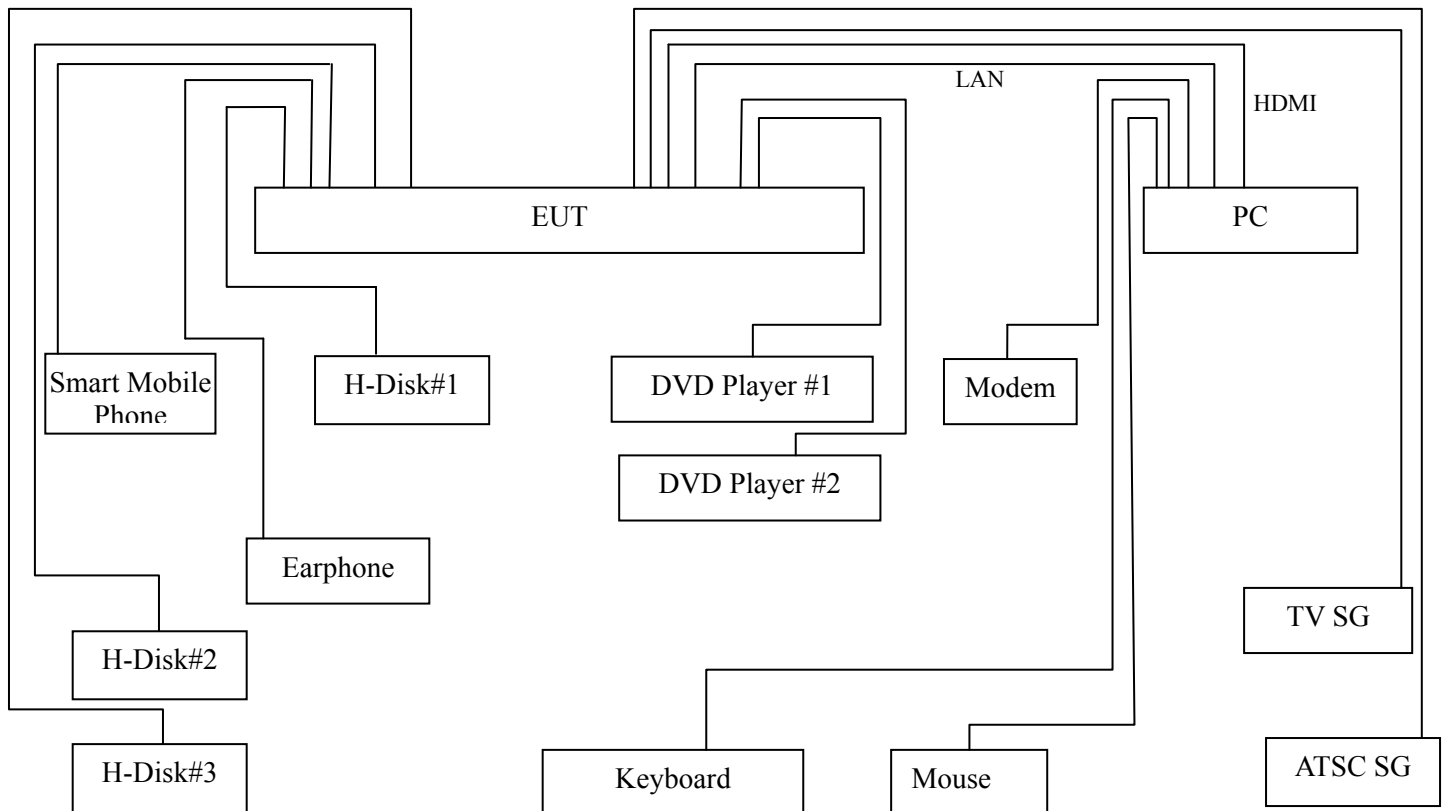 LAN
HDMI
EUT
PC
Smart Mobile
Phone
H-Disk#1
DVD Player #1
Modem
DVD Player #2
Earphone
TV SG
H-Disk#2
H-Disk#3
Keyboard
Mouse
ATSC SG